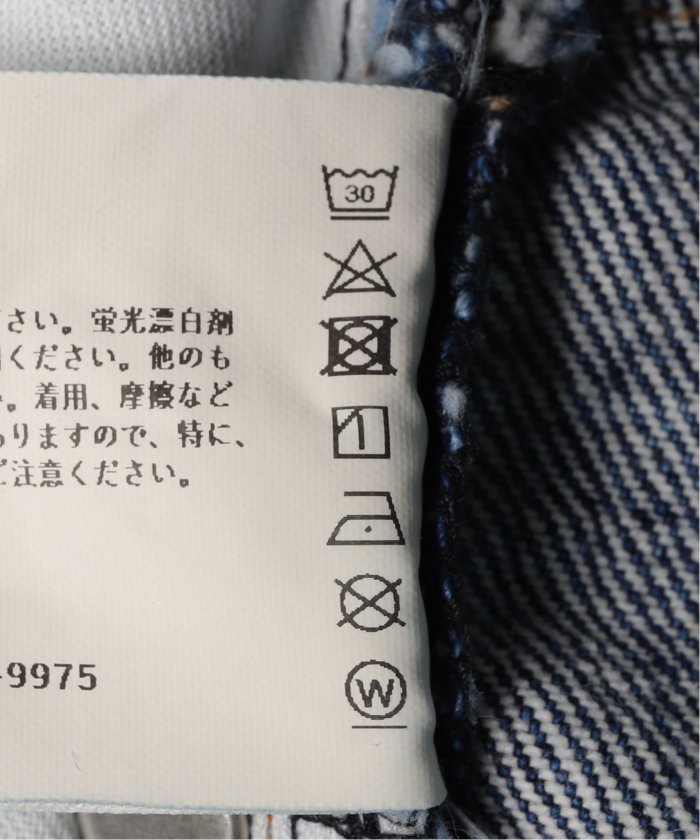 30
さい。蛍光漂白剤
ください。他のも
。着用、摩擦など
りますので、特に、
ご注意ください。
-9975
W